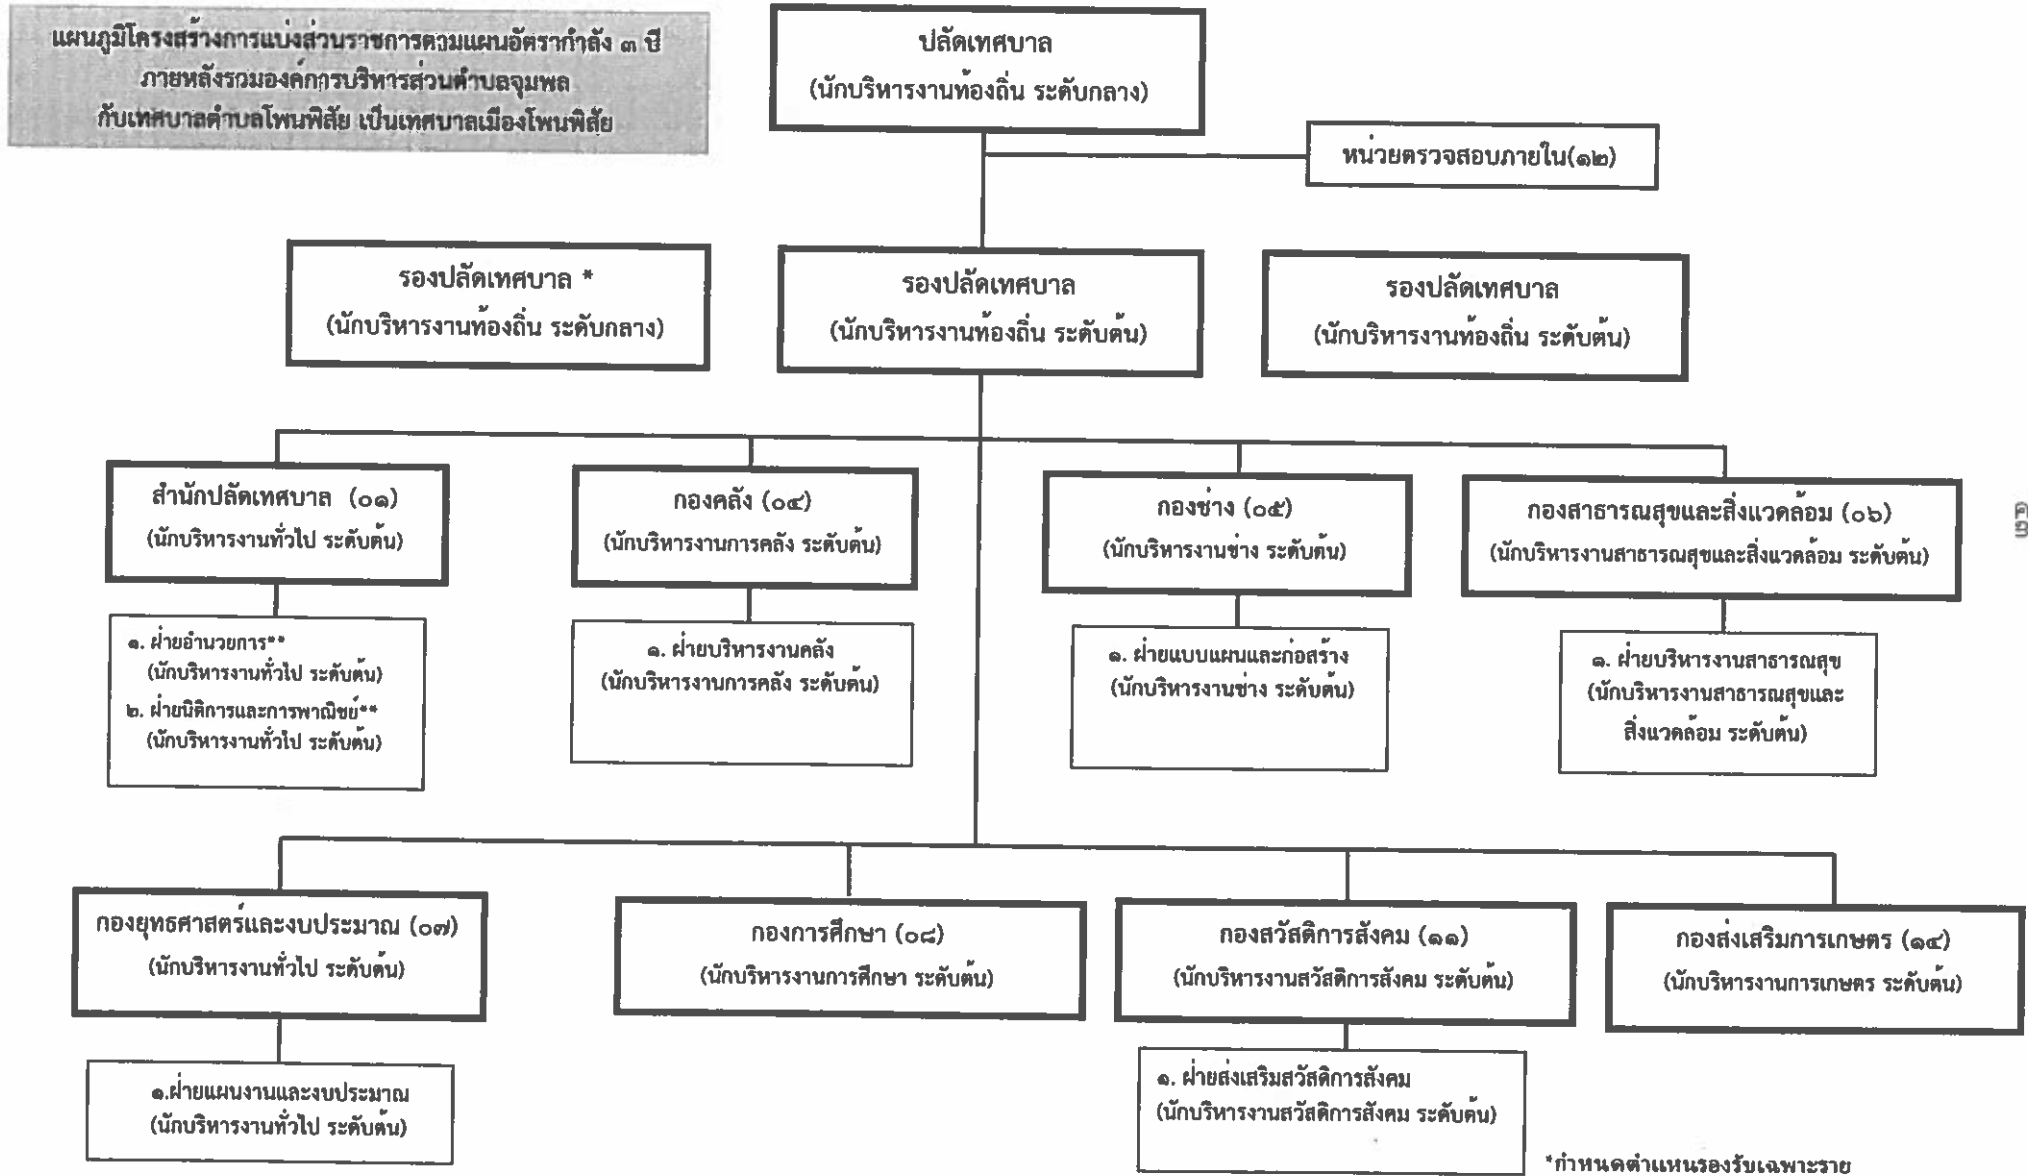 แผนภูมิโครงสร้างการแบ่งส่วนราชการตามแผนอัตรากำลัง ๓ ปี
ภายหลังรวมองค์การบริหารส่วนตำบลจุมพล
กับเทศบาลตำบลโพนพิสัย เป็นเทศบาลเมืองโพนพิสัย
ปลัดเทศบาล
(นักบริหารงานท้องถิ่น ระดับกลาง)
หน่วยตรวจสอบภายใน(๑๒)
รองปลัดเทศบาล *
(นักบริหารงานท้องถิ่น ระดับกลาง)
รองปลัดเทศบาล
(นักบริหารงานท้องถิ่น ระดับต้น)
รองปลัดเทศบาล
(นักบริหารงานท้องถิ่น ระดับต้น)
สำนักปลัดเทศบาล (๐๑)
(นักบริหารงานทั่วไป ระดับต้น)
กองคลัง (๐๔)
(นักบริหารงานการคลัง ระดับต้น)
กองช่าง (๐๕)
(นักบริหารงานช่าง ระดับต้น)
กองสาธารณสุขและสิ่งแวดล้อม (๐๖)
(นักบริหารงานสาธารณสุขและสิ่งแวดล้อม ระดับต้น)
๑. ฝ่ายอำนวยการ**
(นักบริหารงานทั่วไป ระดับต้น)
๒. ฝ่ายนิติการและการพาณิชย์**
(นักบริหารงานทั่วไป ระดับต้น)
๑. ฝ่ายบริหารงานคลัง
(นักบริหารงานการคลัง ระดับต้น)
๑. ฝ่ายแบบแผนและก่อสร้าง
(นักบริหารงานช่าง ระดับต้น)
๑. ฝ่ายบริหารงานสาธารณสุข
(นักบริหารงานสาธารณสุขและ
สิ่งแวดล้อม ระดับต้น)
กองยุทธศาสตร์และงบประมาณ (๐๗)
(นักบริหารงานทั่วไป ระดับต้น)
กองการศึกษา (๐๘)
(นักบริหารงานการศึกษา ระดับต้น)
กองสวัสดิการสังคม (๑๑)
(นักบริหารงานสวัสดิการสังคม ระดับต้น)
กองส่งเสริมการเกษตร (๑๔)
(นักบริหารงานการเกษตร ระดับต้น)
๑.ฝ่ายแผนงานและงบประมาณ
(นักบริหารงานทั่วไป ระดับต้น)
๑. ฝ่ายส่งเสริมสวัสดิการสังคม
(นักบริหารงานสวัสดิการสังคม ระดับต้น)
*กำหนดตำแหนรองรับเฉพาะราย